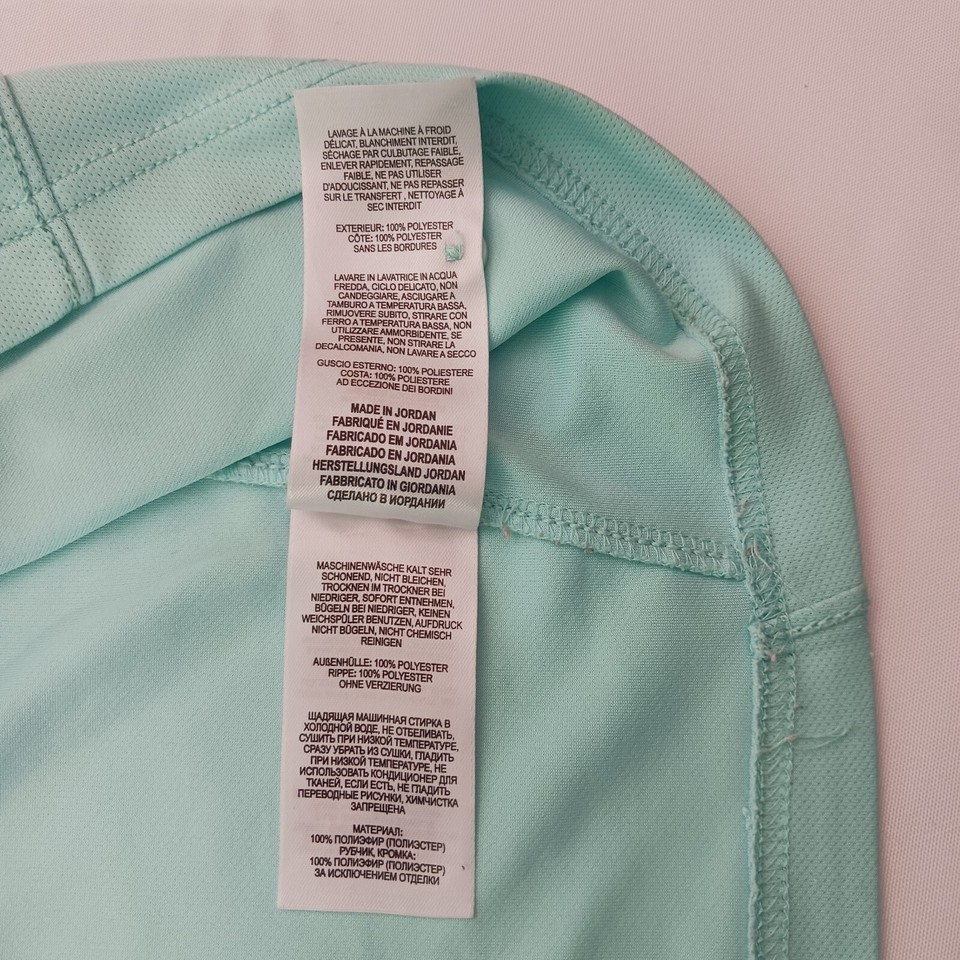 LAVAGE À LA MACHINE À FROID
DÉLICAT, BLANCHIMENT INTERDIT,
SÉCHAGE PAR CULBUTAGE FAIBLE,
ENLEVER RAPIDEMENT, REPASSAGE
FAIBLE, NE PAS UTILISER
D'ADOUCISSANT, NE PAS REPASSER
SUR LE TRANSFERT , NETTOYAGE À
SEC INTERDIT
EXTERIEUR: 100% POLYESTER
CÔTE: 100% POLYESTER
SANS LES BORDURES
LAVARE IN LAVATRICE IN ACQUA
FREDDA, CICLO DELICATO, NON
CANDEGGIARE, ASCIUGARE A
TAMBURO A TEMPERATURA BASSA,
RIMUOVERE SUBITO, STIRARE CON
FERRO A TEMPERATURA BASSA, NON
UTILIZZARE AMMORBIDENTE, SE
PRESENTE, NON STIRARE LA
DECALCOMANIA, NON LAVARE A SECCO
GUSCIO ESTERNO: 100% POLIESTERE
COSTA: 100% POLIESTERE
AD ECCEZIONE DEI BORDINI
MADE IN JORDAN
FABRIQUÉ EN JORDANIE
FABRICADO EM JORDANIA
FABRICADO EN JORDANIA
HERSTELLUNGSLAND JORDAN
FABBRICATO IN GIORDANIA
СДЕЛАНО В ИОРДАНИИ
MASCHINENWÄSCHE KALT SEHR
SCHONEND, NICHT BLEICHEN,
TROCKNEN IM TROCKNER BEI
NIEDRIGER, SOFORT ENTNEHMEN,
BÜGELN BEI NIEDRIGER, KEINEN
WEICHSPÜLER BENUTZEN, AUFDRUCK
NICHT BÜGELN, NICHT CHEMISCH
REINIGEN
AUßENHÜLLE: 100% POLYESTER
RIPPE: 100% POLYESTER
OHNE VERZIERUNG
ЩАДЯЩАЯ МАШИННАЯ СТИРКА В
ХОЛОДНОЙ ВОДЕ, НЕ ОТБЕЛИВАТЬ,
СУШИТЬ ПРИ НИЗКОЙ ТЕМПЕРАТУРЕ,
СРАЗУ УБРАТЬ ИЗ СУШКИ, ГЛАДИТЬ
ПРИ НИЗКОЙ ТЕМПЕРАТУРЕ, НЕ
ИСПОЛЬЗОВАТЬ КОНДИЦИОНЕР ДЛЯ
ТКАНЕЙ, ЕСЛИ ЕСТЬ, НЕ ГЛАДИТЬ
ПЕРЕВОДНЫЕ РИСУНКИ, ХИМЧИСТКА
ЗАПРЕЩЕНА
МАТЕРИАЛ:
100% ПОЛИЭФИР (ПОЛИЭСТЕР)
РУБЧИК, КРОМКА:
100% ПОЛИЭФИР (ПОЛИЭСТЕР)
ЗА ИСКЛЮЧЕНИЕМ ОТДЕЛКИ